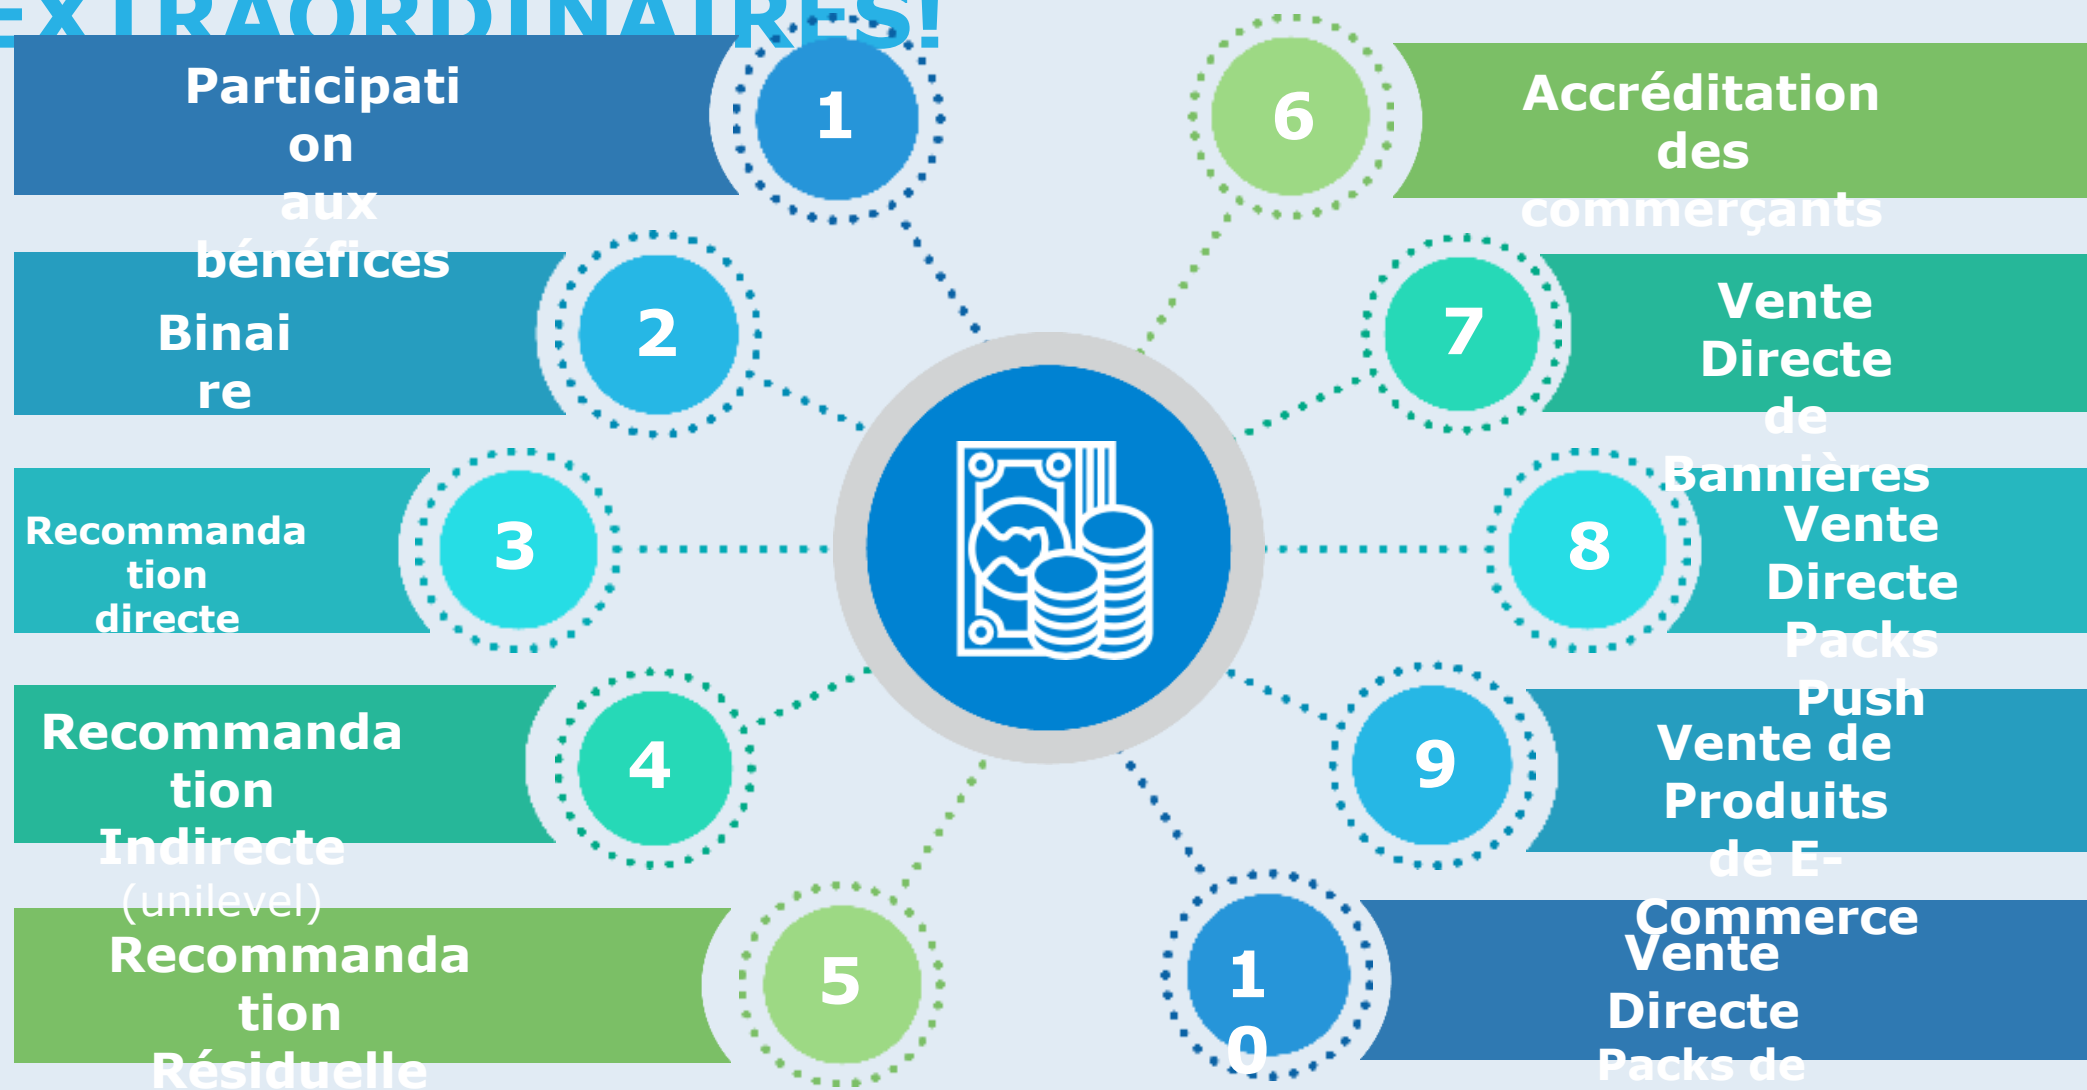 EXTRAORDINAIRES!
Participati
on
aux
bénéfices
1
Binai
re
2
Recommanda
tion
directe
3
Recommanda
tion
Indirecte
(unilevel)
4
Recommanda
tion
Résiduelle
5
6
Accréditation
des
commerçants
7
Vente
Directe
de
Bannières
8
Vente
Directe
Packs
Push
9
Vente de
Produits
de E-
Commerce
1
0
Vente
Directe
Packs de